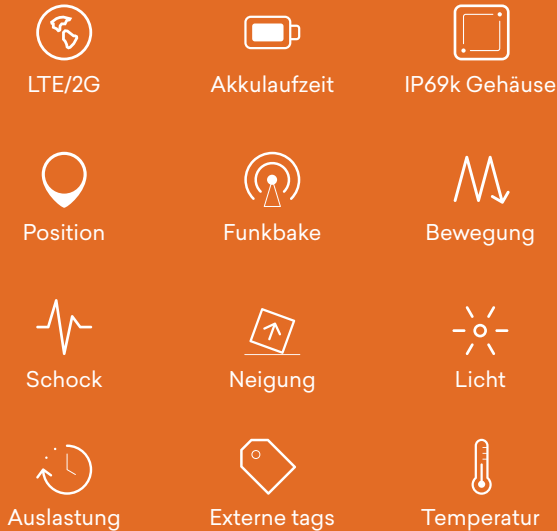 LTE/2G
Akkulaufzeit
IP69k Gehäuse
Position
Funkbake
Bewegung
Schock
Neigung
Licht
Auslastung
Externe tags
Temperatur